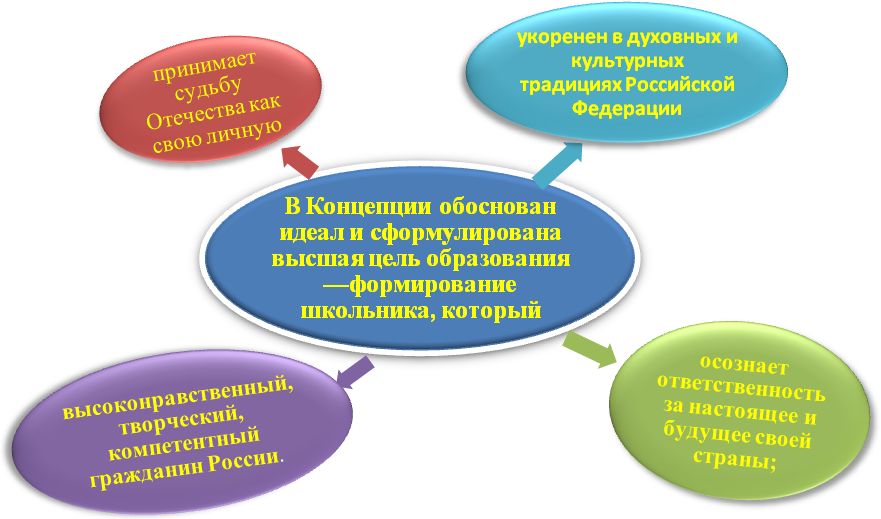 принимает
судьбу
Отечества как
свою личную
укоренен в духовных и
культурных
традициях Российской
Федерации
В Концепции обоснован
идеал и сформулирована
высшая цель образования
—формирование
школьника, который
высоконравственный,
творческий,
компетентный
гражданин России.
осознает
ответственность
за настоящее и
будущее своей
страны;